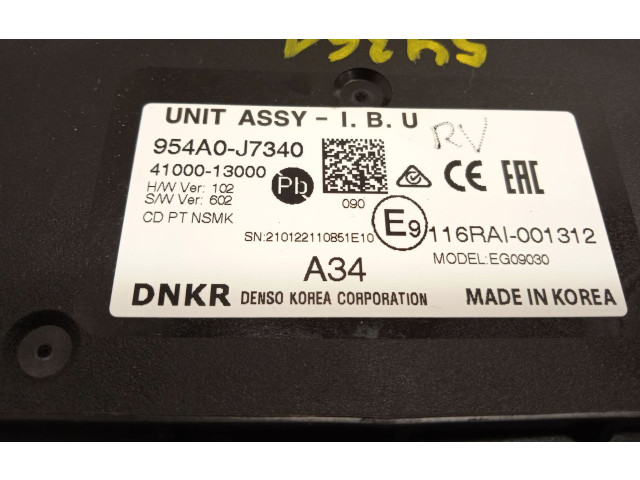 UNIT ASSY - I. B. U
RV
954A0-J7340
41000-13000
Pb
CE
EAC
H/W Ver: 102
S/W Ver: 602
090
CD PT NSMK
SN:210122110851E10
E9
116RAI-001312
MODEL:EG09030
A34
DNKR DENSO KOREA CORPORATION
MADE IN KOREA